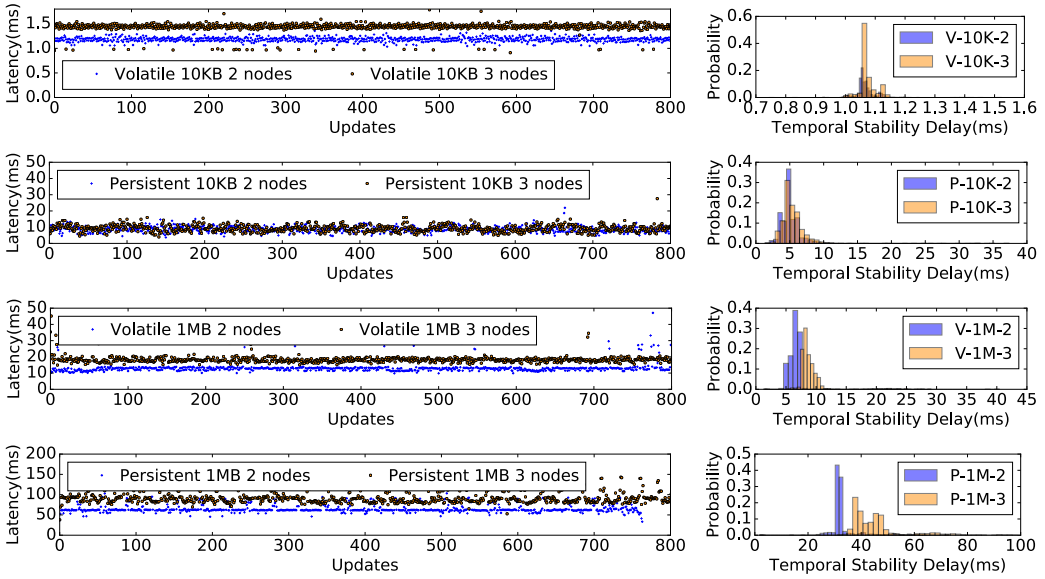 Latency(ms)
1.5
1.0
0.5
0.0
Volatile 10KB 2 nodes
Volatile 10KB 3 nodes
0 100 200 300 400 500 600 700 800
Updates
Probability
0.6
0.4
0.2
0.0
V-10K-2
V-10K-3
0.7 0.8 0.9 1.0 1.1 1.2 1.3 1.4 1.5 1.6
Temporal Stability Delay(ms)
Latency(ms)
50
40
30
20
10
0
Persistent 10KB 2 nodes
Persistent 10KB 3 nodes
0 100 200 300 400 500 600 700 800
Updates
Probability
0.4
0.3
0.2
0.1
0.0
P-10K-2
P-10K-3
0 5 10 15 20 25 30 35 40
Temporal Stability Delay(ms)
Latency(ms)
50
40
30
20
10
0
Volatile 1MB 2 nodes
Volatile 1MB 3 nodes
0 100 200 300 400 500 600 700 800
Updates
Probability
0.4
0.3
0.2
0.1
0.0
V-1M-2
V-1M-3
0 5 10 15 20 25 30 35 40 45
Temporal Stability Delay(ms)
Latency(ms)
200
150
100
50
0
Persistent 1MB 2 nodes
Persistent 1MB 3 nodes
0 100 200 300 400 500 600 700 800
Updates
Probability
0.5
0.4
0.3
0.2
0.1
0.0
P-1M-2
P-1M-3
0 20 40 60 80 100
Temporal Stability Delay(ms)